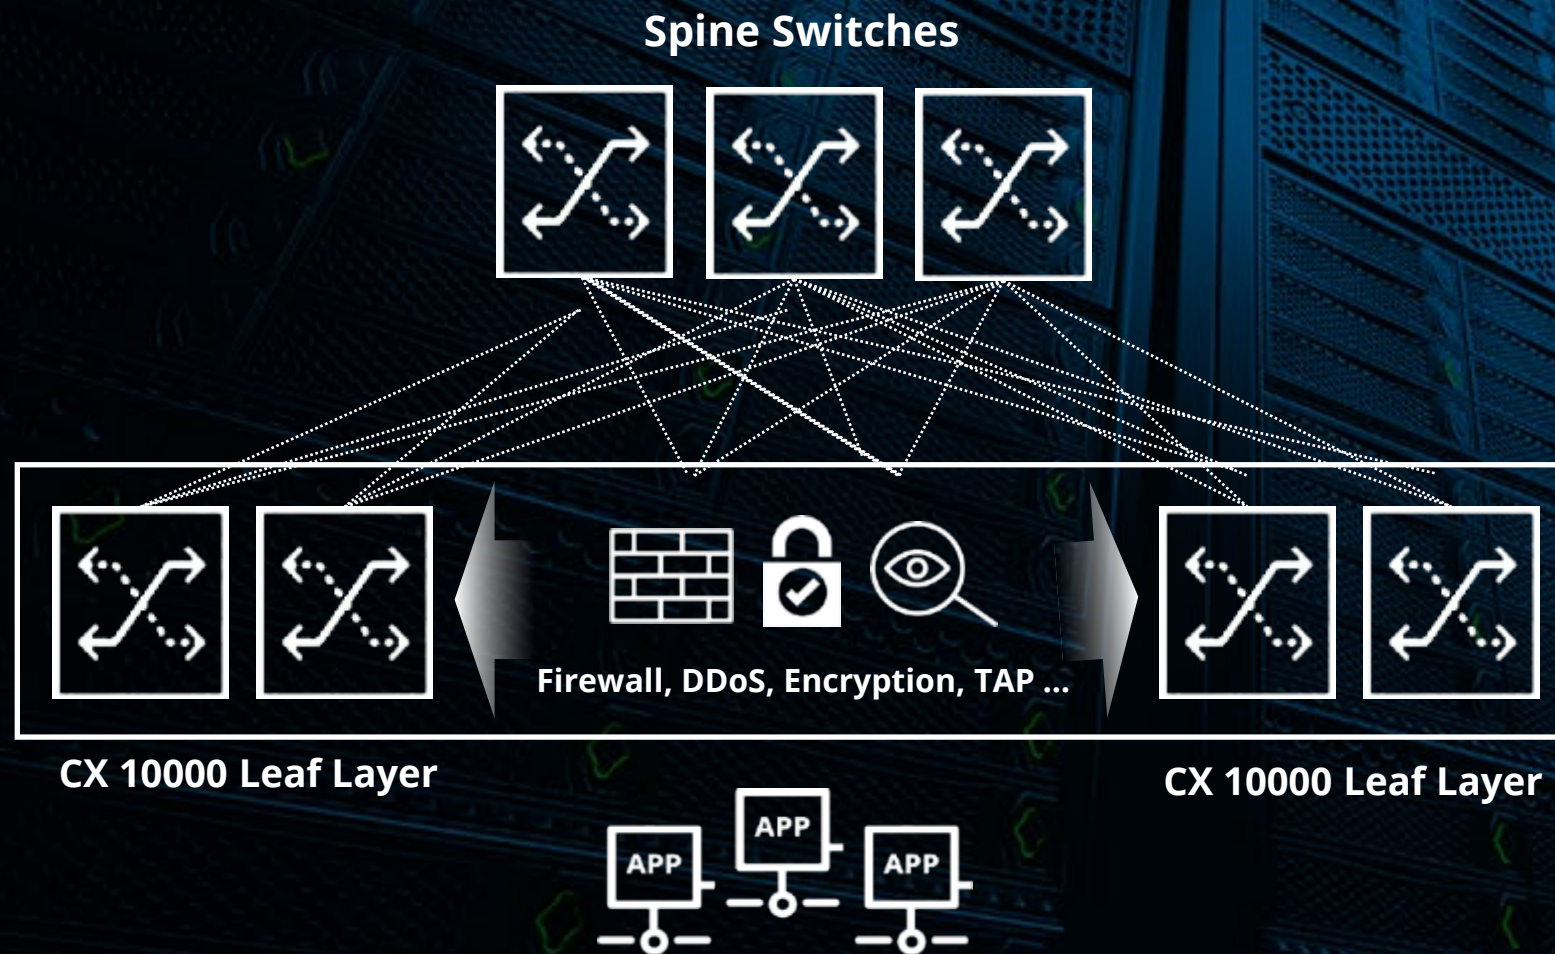 Spine Switches
Firewall, DDoS, Encryption, TAP ...
CX 10000 Leaf Layer
CX 10000 Leaf Layer
APP
APP
APP